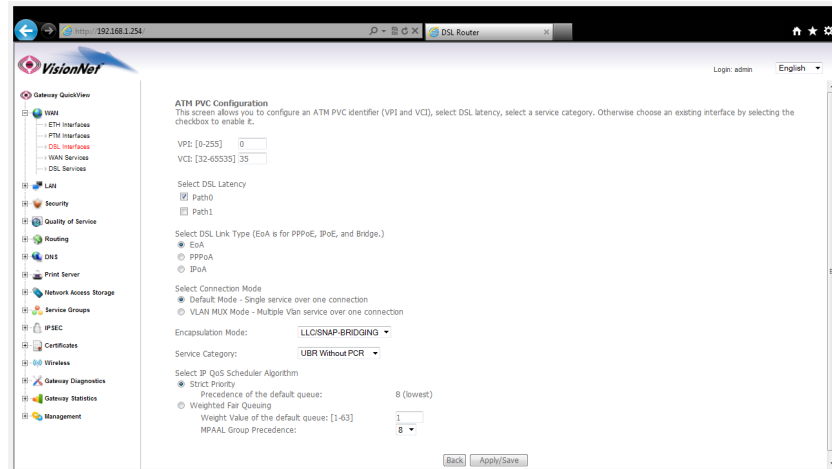 http://192.168.1.254/
DSL Router
VisionNet
Login: admin
English
Gateway QuickView
WAN
ETH Interfaces
PTM Interfaces
DSL Interfaces
WAN Services
DSL Services
LAN
Security
Quality of Service
Routing
DNS
Print Server
Network Access Storage
Service Groups
IPSEC
Certificates
Wireless
Gateway Diagnostics
Gateway Statistics
Management
ATM PVC Configuration
This screen allows you to configure an ATM PVC identifier (VPI and VCI), select DSL latency, select a service category. Otherwise choose an existing interface by selecting the
checkbox to enable it.
VPI: [0-255] 0
VCI: [32-65535] 35
Select DSL Latency
Path0
Path1
Select DSL Link Type (EoA is for PPPoE, IPoE, and Bridge.)
EoA
PPPoA
IPoA
Select Connection Mode
Default Mode - Single service over one connection
VLAN MUX Mode - Multiple Vlan service over one connection
Encapsulation Mode: LLC/SNAP-BRIDGING
Service Category: UBR Without PCR
Select IP QoS Scheduler Algorithm
Strict Priority
Precedence of the default queue: 8 (lowest)
Weighted Fair Queuing
Weight Value of the default queue: [1-63] 1
MPAAL Group Precedence: 8
Back Apply/Save